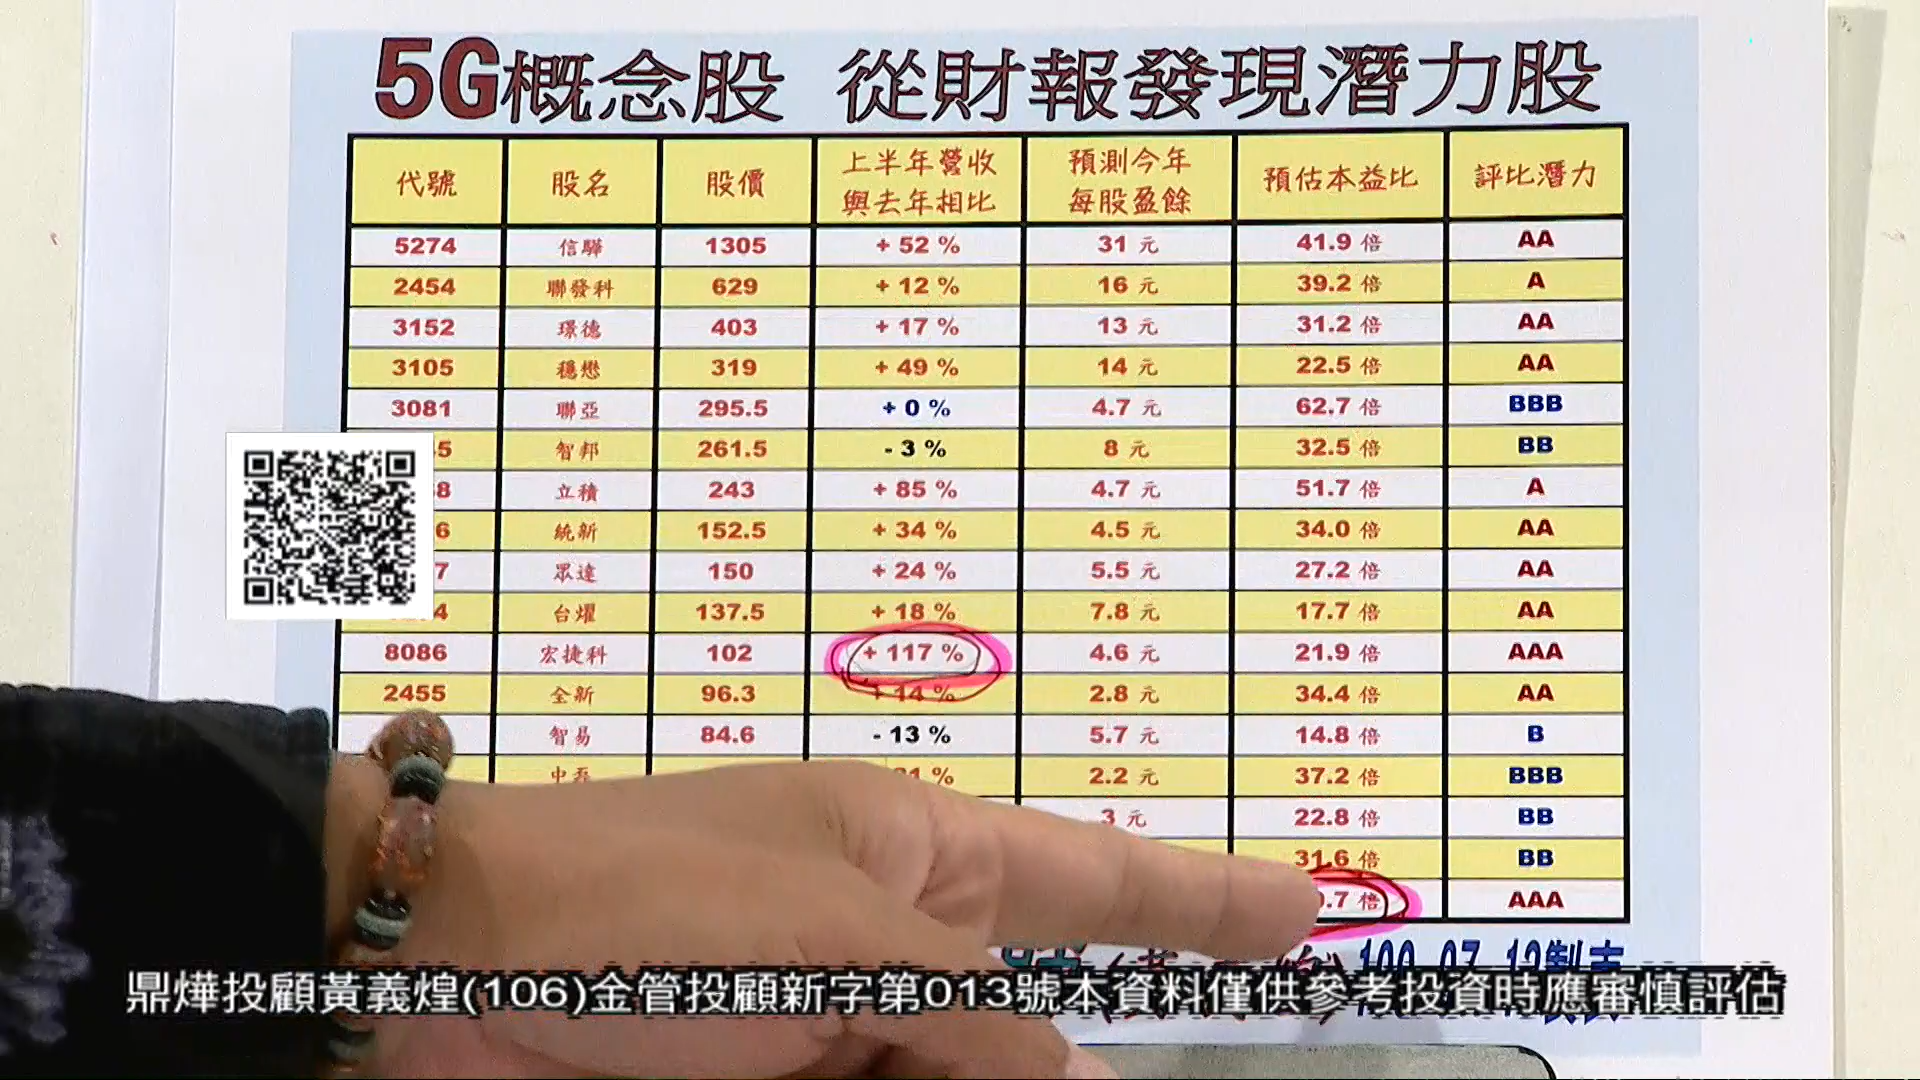 5G概念股 從財報發現潛力股
代號 股名 股價 上半年營收與去年相比 預測今年每股盈餘 預估本益比 評比潛力
5274 信驊 1305 + 52 % 31 元 41.9 倍 AA
2454 聯發科 629 + 12 % 16 元 39.2 倍 A
3152 璟德 403 + 17 % 13 元 31.2 倍 AA
3105 穩懋 319 + 49 % 14 元 22.5 倍 AA
3081 聯亞 295.5 + 0 % 4.7 元 62.7 倍 BBB
5 智邦 261.5 - 3 % 8 元 32.5 倍 BB
8 立積 243 + 85 % 4.7 元 51.7 倍 A
6 統新 152.5 + 34 % 4.5 元 34.0 倍 AA
7 眾達 150 + 24 % 5.5 元 27.2 倍 AA
4 台燿 137.5 + 18 % 7.8 元 17.7 倍 AA
8086 宏捷科 102 + 117 % 4.6 元 21.9 倍 AAA
2455 全新 96.3 + 14 % 2.8 元 34.4 倍 AA
智易 84.6 - 13 % 5.7 元 14.8 倍 B
中磊 % 2.2 元 37.2 倍 BBB
3 元 22.8 倍 BB
31.6 倍 BB
.7 倍 AAA
鼎燁投顧黃義煌(106)金管投顧新字第013號本資料僅供參考投資時應審慎評估